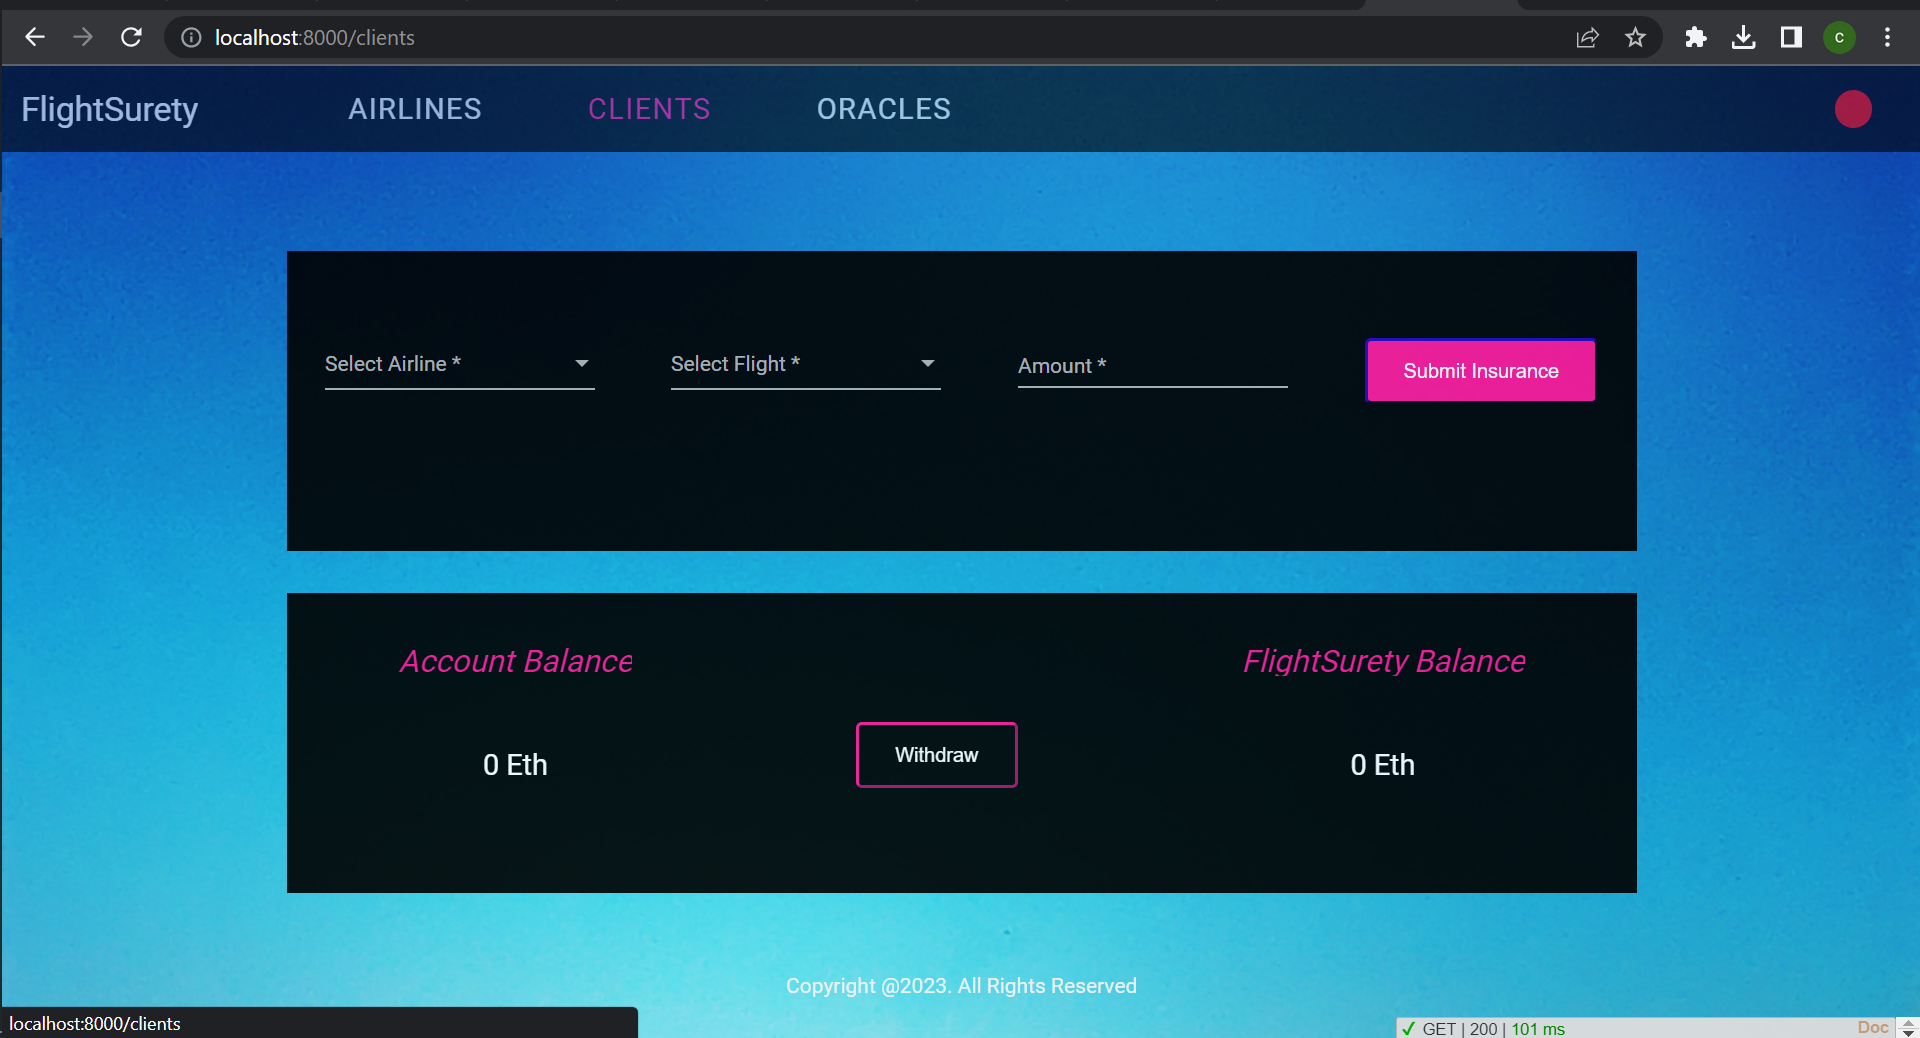 localhost:8000/clients
C
FlightSurety AIRLINES CLIENTS ORACLES
Select Airline * Select Flight * Amount * Submit Insurance
Account Balance FlightSurety Balance
0 Eth Withdraw 0 Eth
Copyright @2023. All Rights Reserved
localhost:8000/clients
GET | 200 | 101 ms Doc